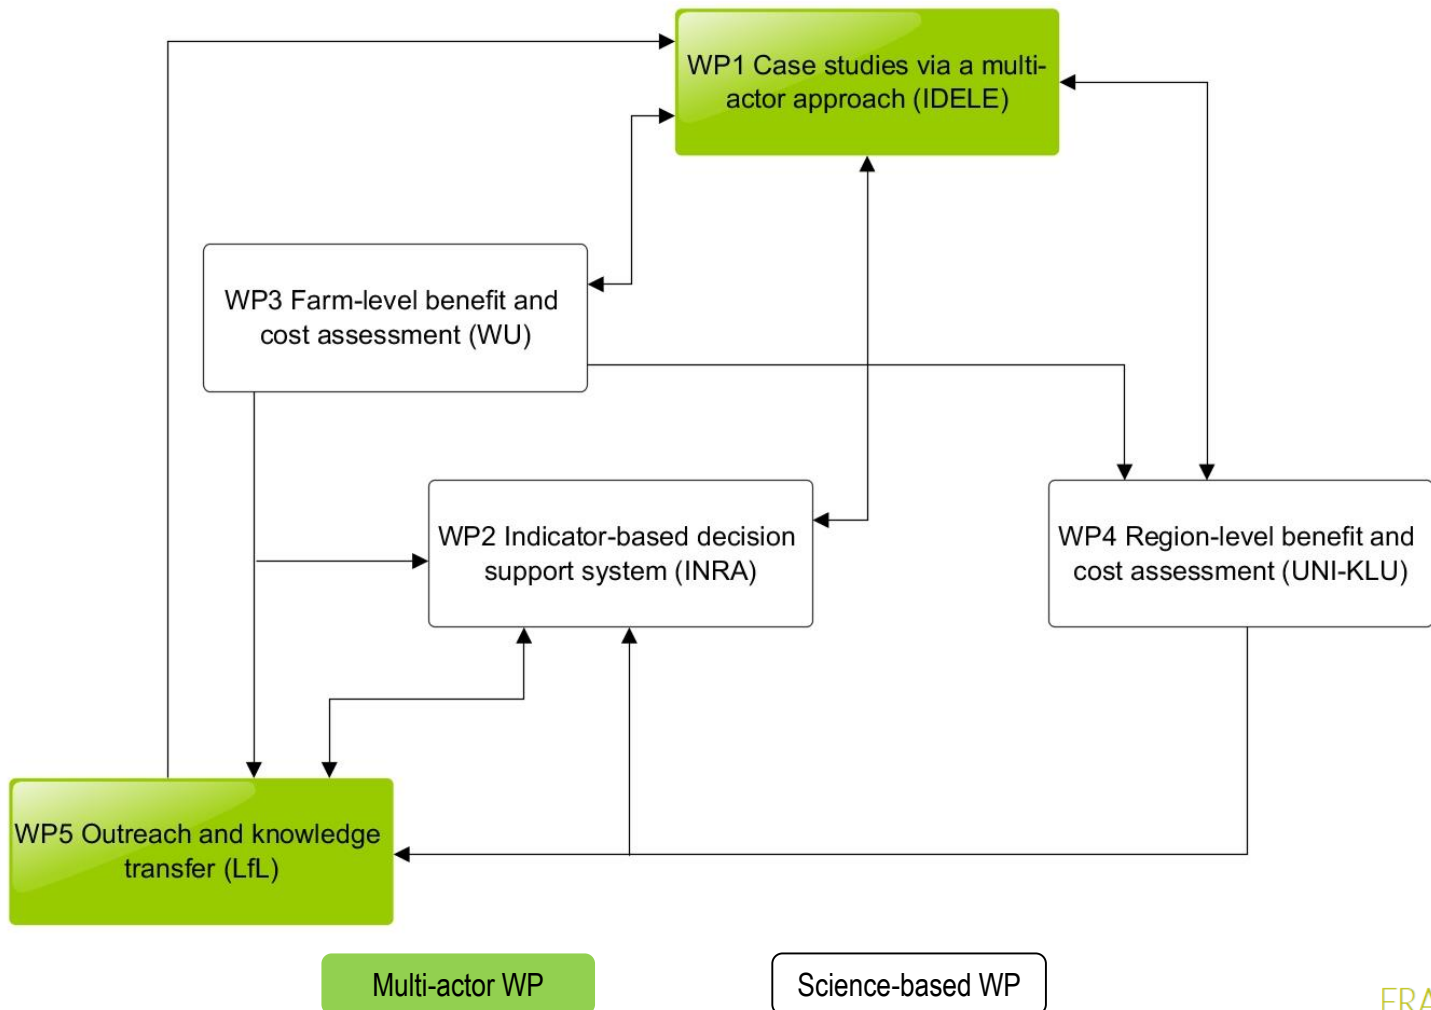 WP1 Case studies via a multi-
actor approach (IDELE)
WP3 Farm-level benefit and
cost assessment (WU)
WP2 Indicator-based decision
support system (INRA)
WP4 Region-level benefit and
cost assessment (UNI-KLU)
WP5 Outreach and knowledge
transfer (LfL)
Multi-actor WP
Science-based WP